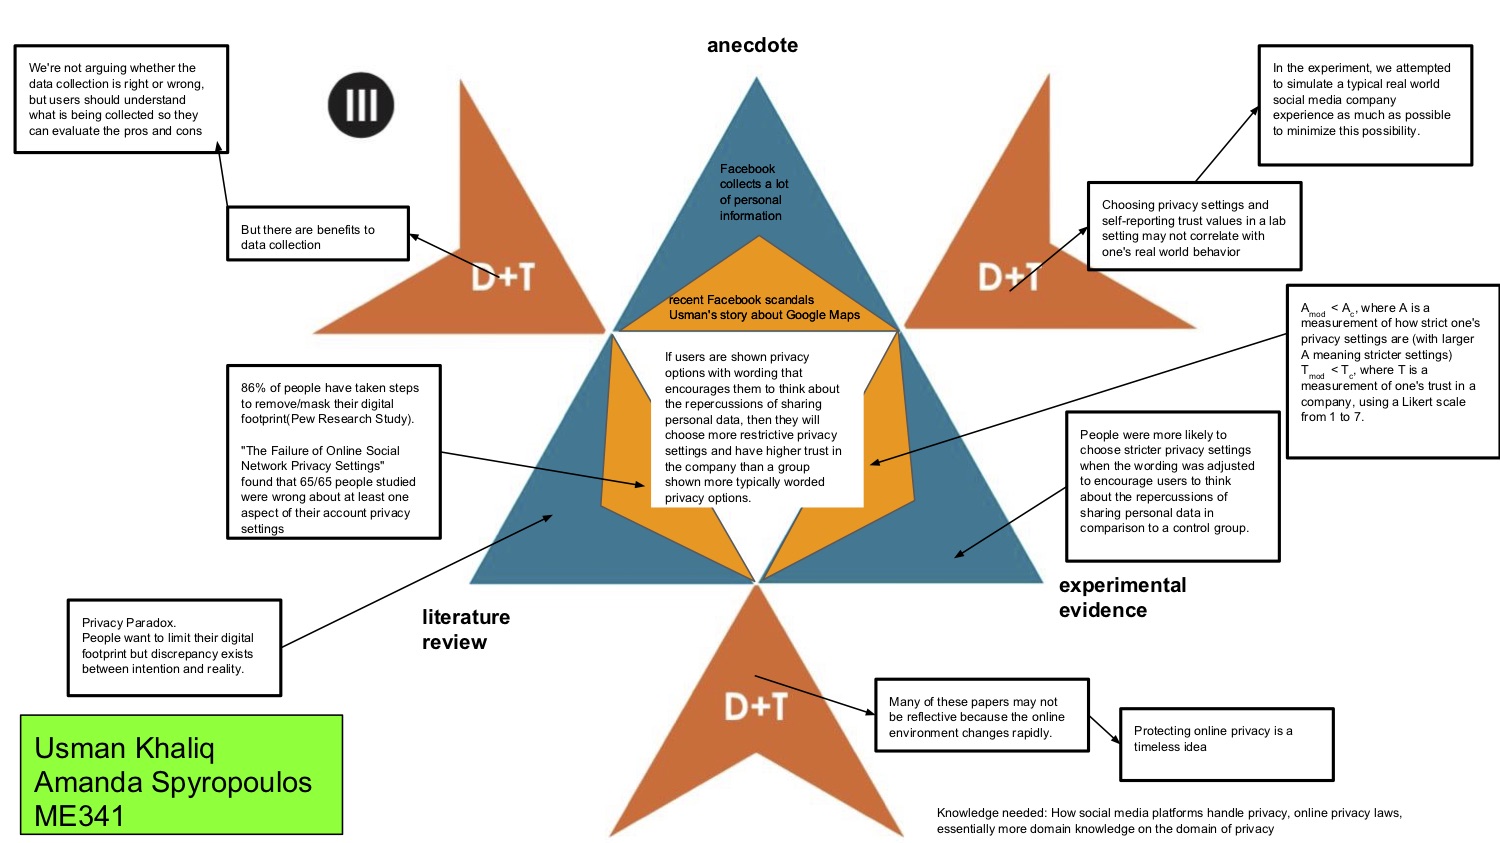 anecdote
We're not arguing whether the
data collection is right or wrong,
but users should understand
what is being collected so they
can evaluate the pros and cons
But there are benefits to
data collection
D+T
Facebook
collects a lot
of personal
information
recent Facebook scandals
Usman's story about Google Maps
D+T
In the experiment, we attempted
to simulate a typical real world
social media company
experience as much as possible
to minimize this possibility.
Choosing privacy settings and
self-reporting trust values in a lab
setting may not correlate with
one's real world behavior
A_mod < A_c, where A is a
measurement of how strict one's
privacy settings are (with larger
A meaning stricter settings)
T_mod < T_c, where T is a
measurement of one's trust in a
company, using a Likert scale
from 1 to 7.
If users are shown privacy
options with wording that
encourages them to think about
the repercussions of sharing
personal data, then they will
choose more restrictive privacy
settings and have higher trust in
the company than a group
shown more typically worded
privacy options.
86% of people have taken steps
to remove/mask their digital
footprint(Pew Research Study).
"The Failure of Online Social
Network Privacy Settings"
found that 65/65 people studied
were wrong about at least one
aspect of their account privacy
settings
People were more likely to
choose stricter privacy settings
when the wording was adjusted
to encourage users to think
about the repercussions of
sharing personal data in
comparison to a control group.
experimental
evidence
literature
review
Privacy Paradox.
People want to limit their digital
footprint but discrepancy exists
between intention and reality.
D+T
Many of these papers may not
be reflective because the online
environment changes rapidly.
Protecting online privacy is a
timeless idea
Usman Khaliq
Amanda Spyropoulos
ME341
Knowledge needed: How social media platforms handle privacy, online privacy laws,
essentially more domain knowledge on the domain of privacy